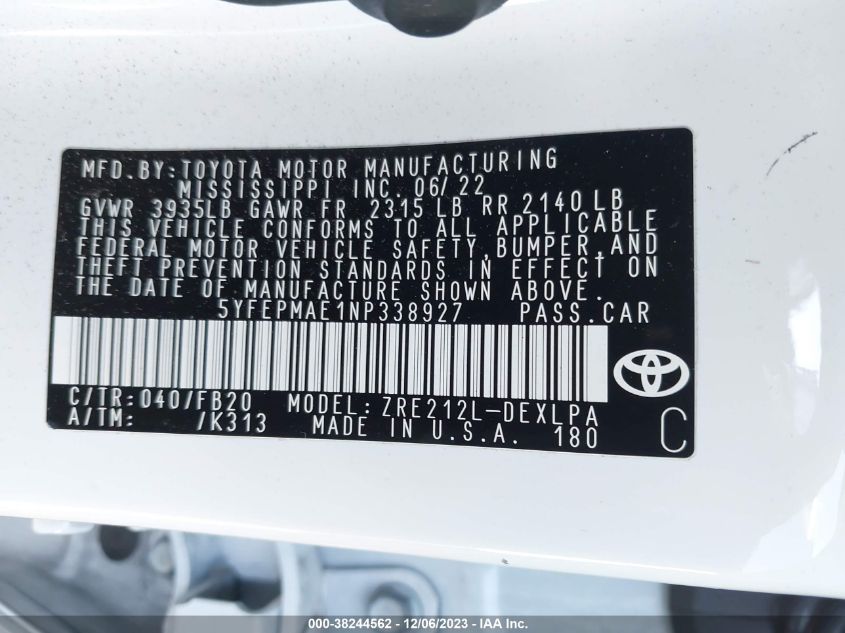 MFD.BY:TOYOTA MOTOR MANUFACTURING
MISSISSIPPI INC. 06/22
GVWR 3935LB GAWR FR 2315 LB RR 2140 LB
THIS VEHICLE CONFORMS TO ALL APPLICABLE
FEDERAL MOTOR VEHICLE SAFETY,BUMPER,AND
THEFT PREVENTION STANDARDS IN EFFECT ON
THE DATE OF MANUFACTURE SHOWN ABOVE.
5YFEPMAE1NP338927 PASS.CAR
C/TR:040/FB20 MODEL:ZRE212L-DEXLPA
A/TM: /K313 MADE IN U.S.A. 180 C
000-38244562 - 12/06/2023 - IAA Inc.